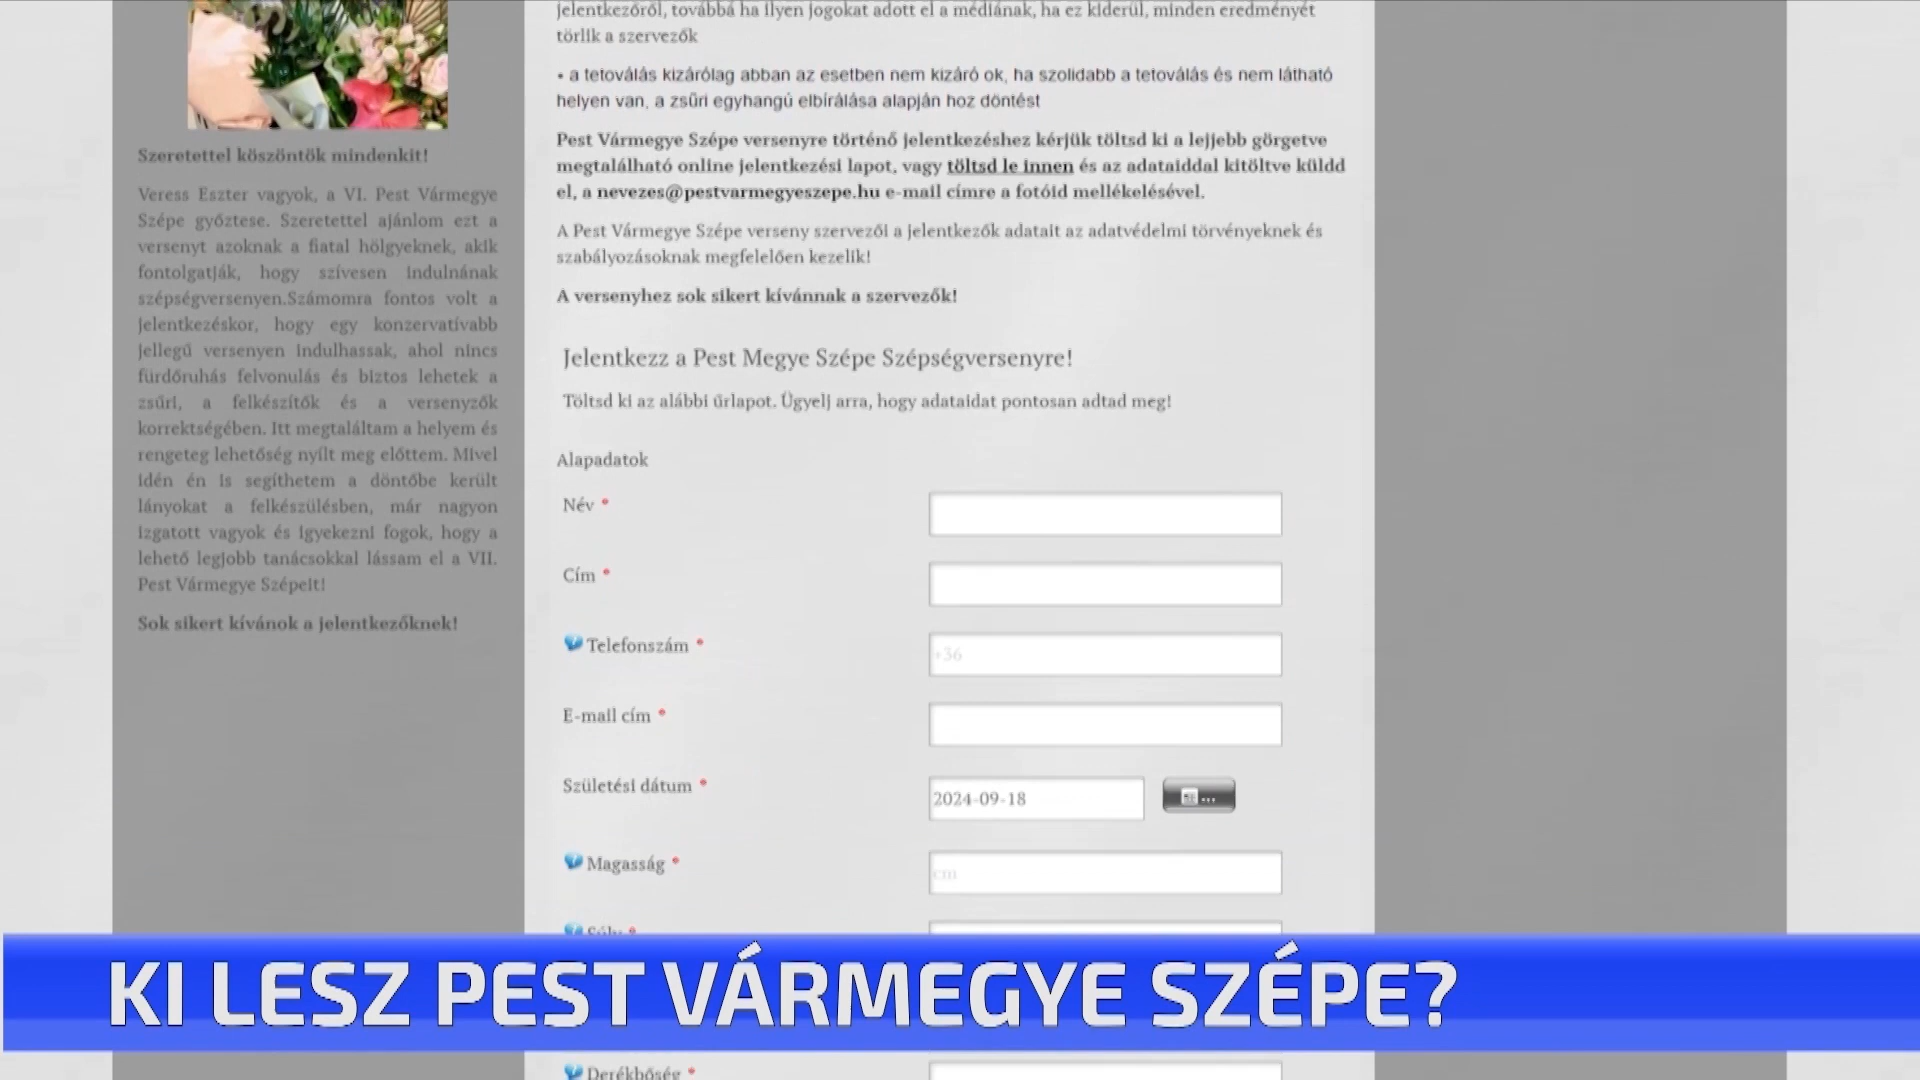 Szeretettel köszöntök mindenkit!
Veress Eszter vagyok, a VI. Pest Vármegye
Szépe győztese. Szeretettel ajánlom ezt a
versenyt azoknak a fiatal hölgyeknek, akik
fontolgatják, hogy szívesen indulnának
szépségversenyen.Számomra fontos volt a
jelentkezéskor, hogy egy konzervatívabb
jellegű versenyen indulhassak, ahol nincs
fürdőruhás felvonulás és biztos lehetek a
zsűri, a felkészítők és a versenyzők
korrektségében. Itt megtaláltam a helyem és
rengeteg lehetőség nyílt meg előttem. Mivel
idén én is segíthetem a döntőbe került
lányokat a felkészülésben, már nagyon
izgatott vagyok és igyekezni fogok, hogy a
lehető legjobb tanácsokkal lássam el a VII.
Pest Vármegye Szépeit!
Sok sikert kívánok a jelentkezőknek!
jelentkezőről, továbbá ha ilyen jogokat adott el a médiának, ha ez kiderül, minden eredményét
törlik a szervezők
• a tetoválás kizárólag abban az esetben nem kizáró ok, ha szolidabb a tetoválás és nem látható
helyen van, a zsűri egyhangú elbírálása alapján hoz döntést
Pest Vármegye Szépe versenyre történő jelentkezéshez kérjük töltsd ki a lejjebb görgetve
megtalálható online jelentkezési lapot, vagy töltsd le innen és az adataiddal kitöltve küldd
el, a nevezes@pestvarmegyeszepe.hu e-mail címre a fotóid mellékelésével.
A Pest Vármegye Szépe verseny szervezői a jelentkezők adatait az adatvédelmi törvényeknek és
szabályozásoknak megfelelően kezelik!
A versenyhez sok sikert kívánnak a szervezők!
Jelentkezz a Pest Megye Szépe Szépségversenyre!
Töltsd ki az alábbi űrlapot. Ügyelj arra, hogy adataidat pontosan adtad meg!
Alapadatok
Név *
Cím *
Telefonszám * +36
E-mail cím *
Születési dátum * 2024-09-18 ...
Magasság * cm
Súly *
KI LESZ PEST VÁRMEGYE SZÉPE?
Derékbőség *